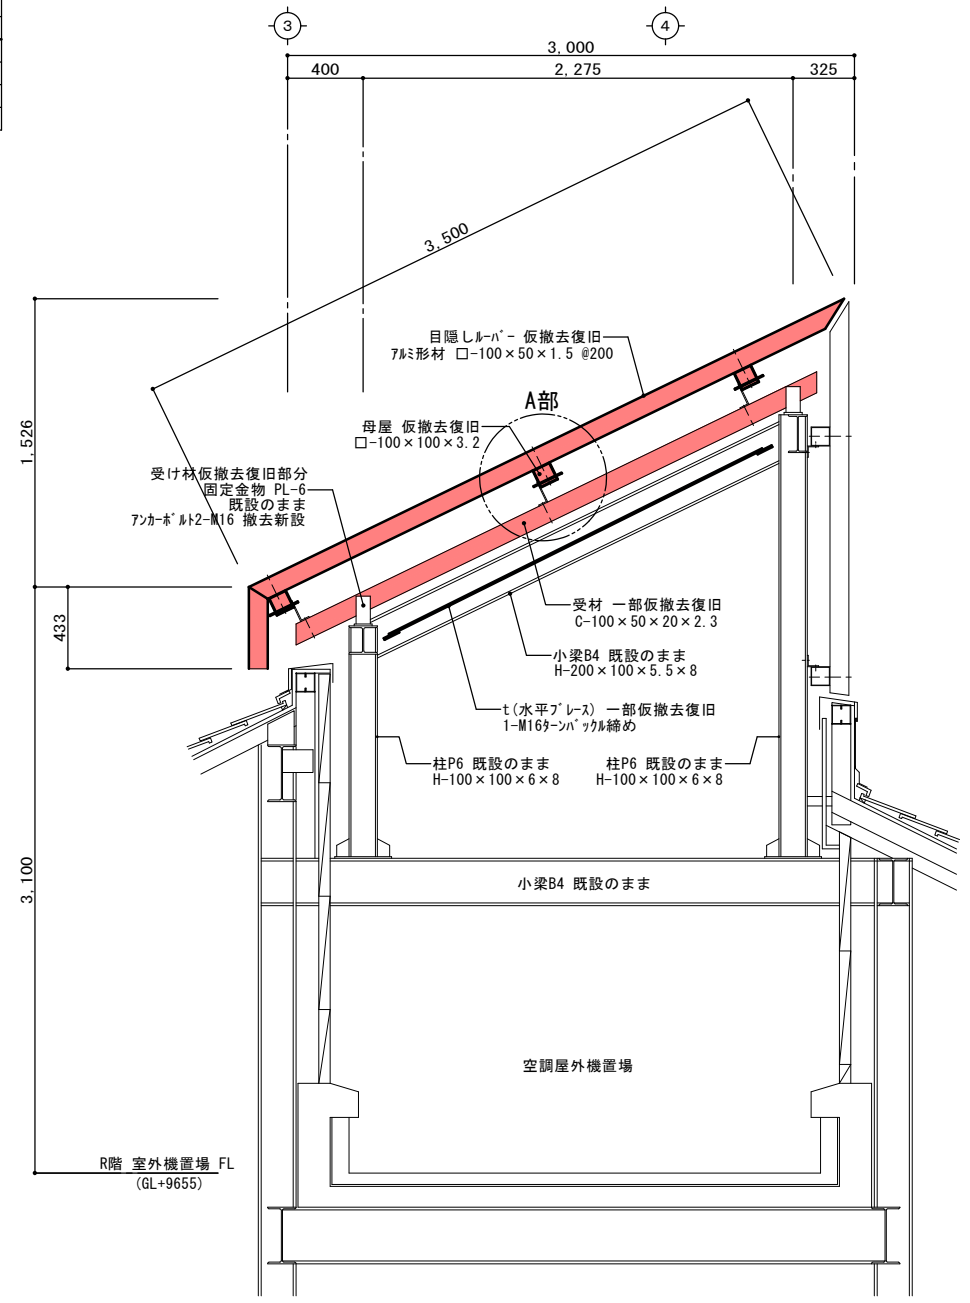 3
4
3,000
400
2,275
325
3,500
目隠しルーバー 仮撤去復旧
アルミ形材 □-100×50×1.5 @200
A部
母屋 仮撤去復旧
□-100×100×3.2
1,526
受け材仮撤去復旧部分
固定金物 PL-6
既設のまま
アンカーボルト2-M16 撤去新設
433
受材 一部仮撤去復旧
C-100×50×20×2.3
小梁B4 既設のまま
H-200×100×5.5×8
t(水平ブレース) 一部仮撤去復旧
1-M16ターンバックル締め
柱P6 既設のまま
H-100×100×6×8
柱P6 既設のまま
H-100×100×6×8
3,100
小梁B4 既設のまま
空調屋外機置場
R階 室外機置場 FL
(GL+9655)